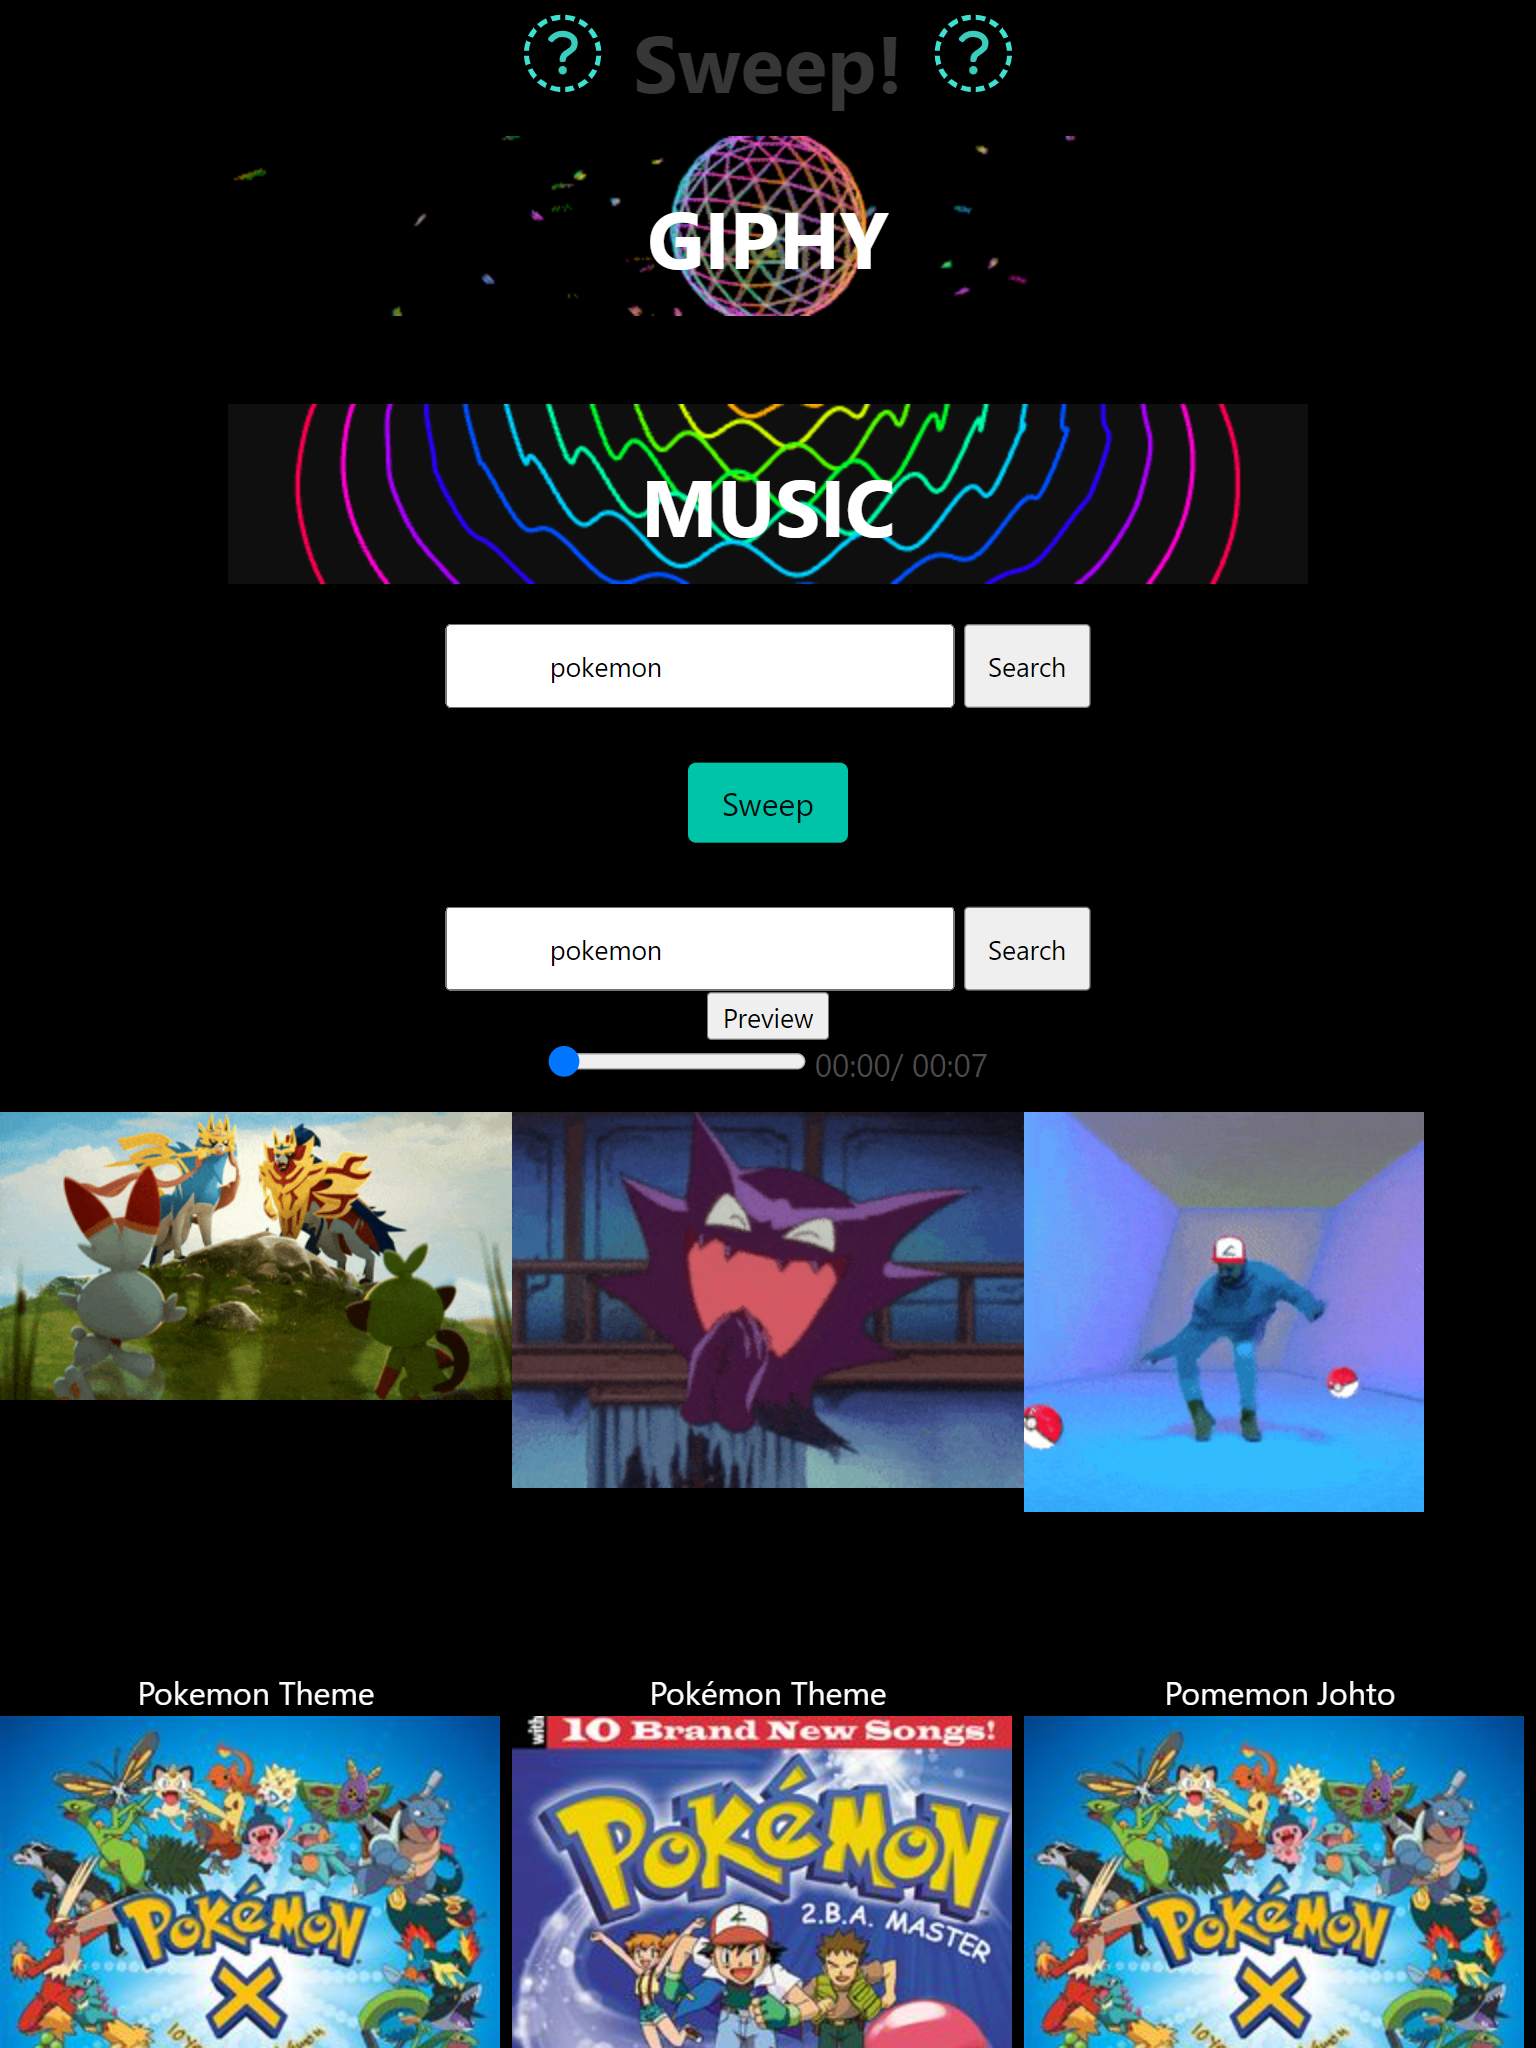 ? Sweep! ?
GIPHY
MUSIC
pokemon Search
Sweep
pokemon Search
Preview
00:00/ 00:07
Pokemon Theme Pokémon Theme Pomemon Johto
with 10 Brand New Songs!
POKéMON
2.B.A. MASTER
POKéMON
X
POKéMON
X